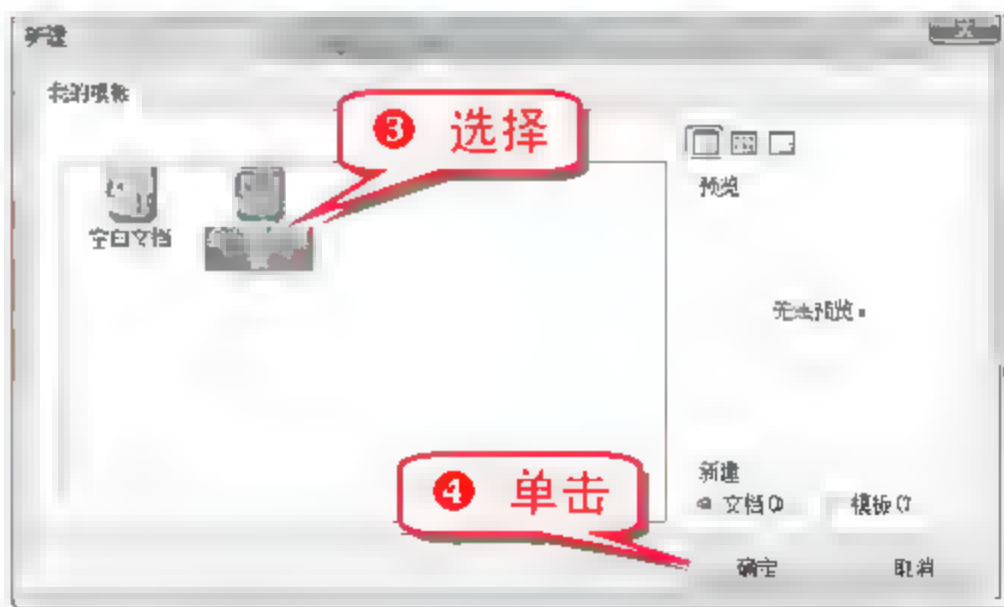 新建
我的模板
❸ 选择
预览
空白文档
无法预览。
❹ 单击
新建
文档(D) 模板(T)
确定 取消